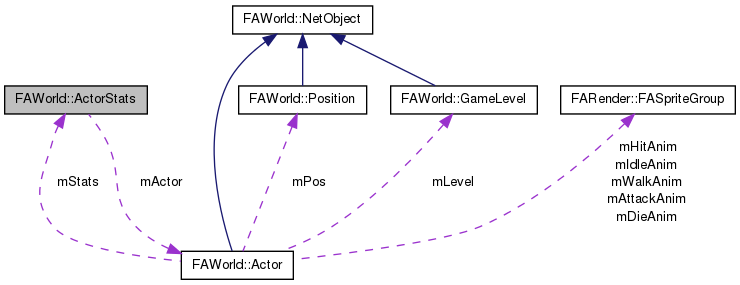 FAWorld::NetObject
FAWorld::ActorStats
FAWorld::Position
FAWorld::GameLevel
FARender::FASpriteGroup
mStats
mActor
mPos
mLevel
mHitAnim
mIdleAnim
mWalkAnim
mAttackAnim
mDieAnim
FAWorld::Actor